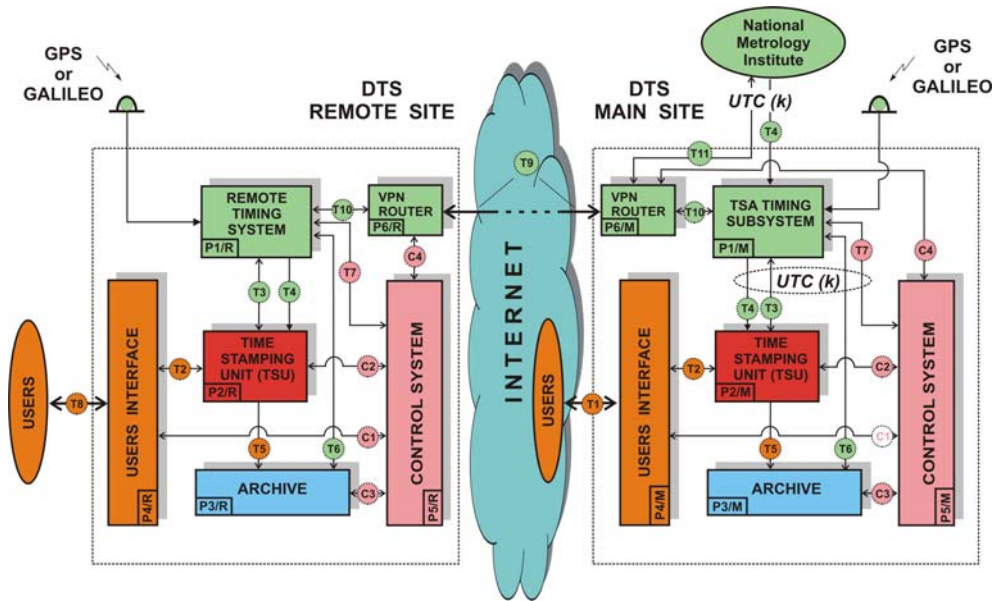 National
Metrology
Institute
GPS
or
GALILEO
DTS
REMOTE SITE
DTS
MAIN SITE
UTC (k)
GPS
or
GALILEO
T4
T11
T9
REMOTE
TIMING
SYSTEM
P1/R
T10
VPN
ROUTER
P6/R
VPN
ROUTER
P6/M
T10
TSA TIMING
SUBSYSTEM
P1/M
T7
C4
T7
C4
UTC (k)
T3
T4
T4
T3
USERS
T8
USERS INTERFACE
P4/R
T2
TIME
STAMPING
UNIT (TSU)
P2/R
C2
CONTROL SYSTEM
P5/R
INTERNET
USERS
T1
USERS INTERFACE
P4/M
T2
TIME
STAMPING
UNIT (TSU)
P2/M
C2
CONTROL SYSTEM
P5/M
C1
T5
T6
C1
T5
T6
ARCHIVE
P3/R
C3
ARCHIVE
P3/M
C3